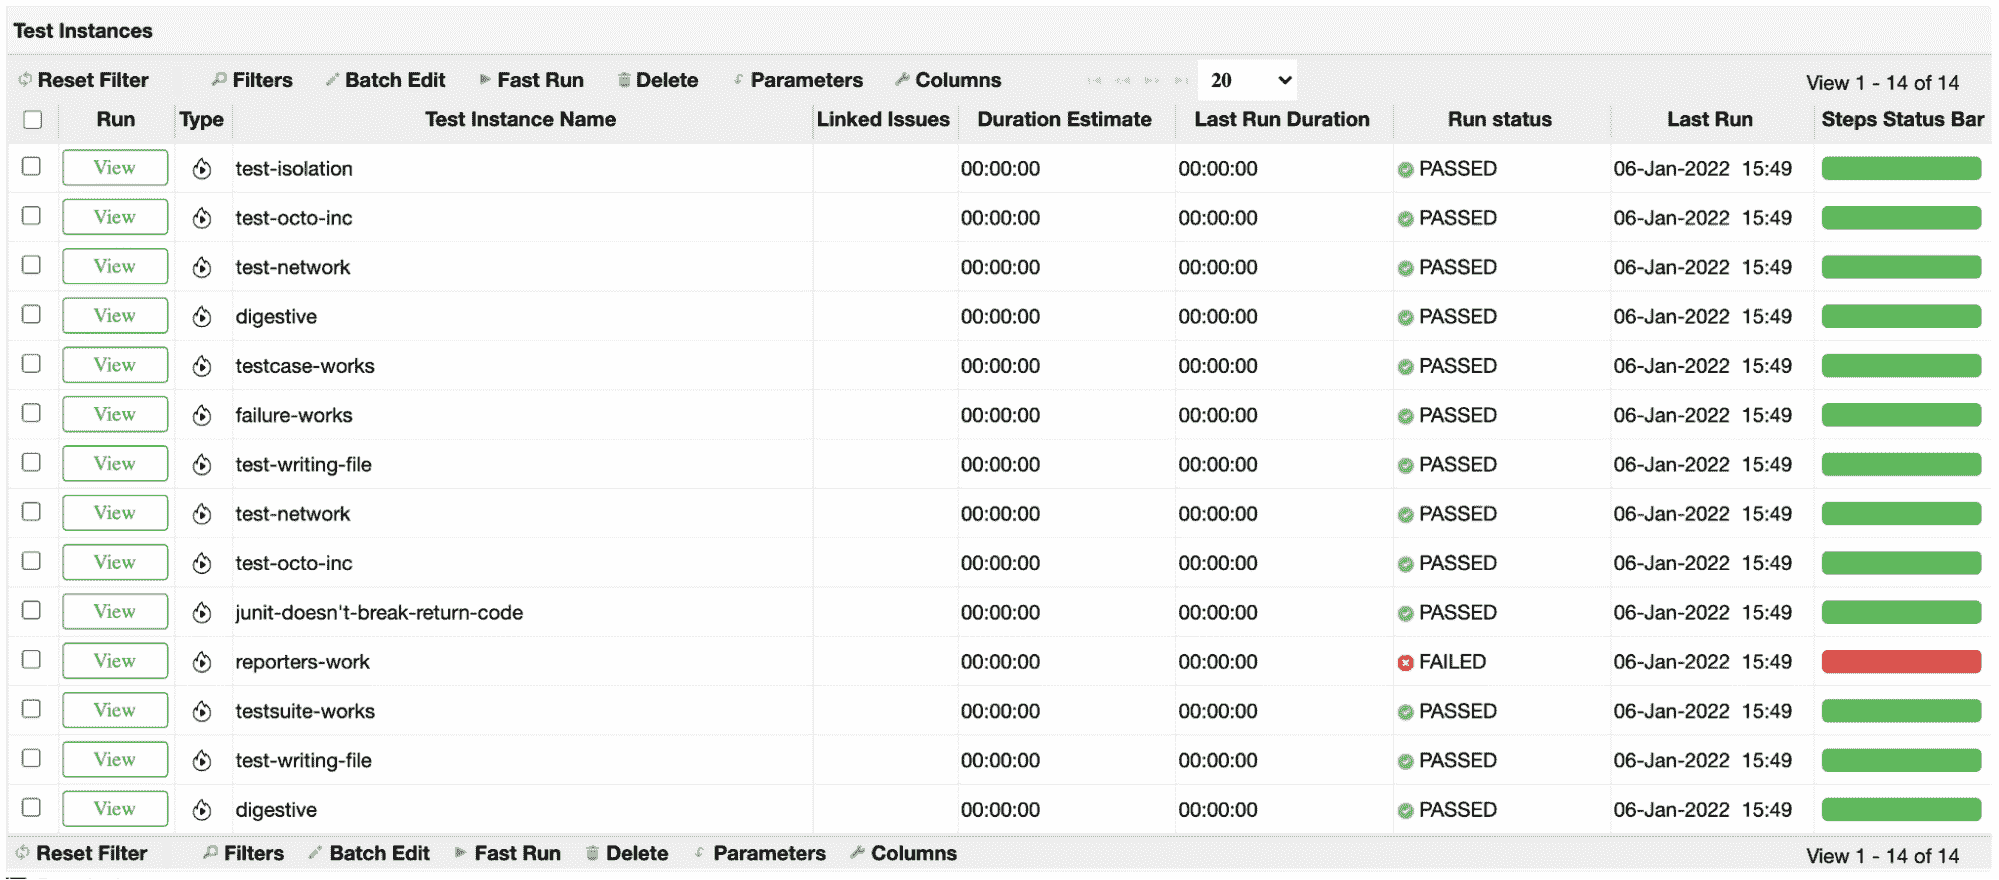 Test Instances
Reset Filter Filters Batch Edit Fast Run Delete Parameters Columns 20 View 1 - 14 of 14
Run Type Test Instance Name Linked Issues Duration Estimate Last Run Duration Run status Last Run Steps Status Bar
View test-isolation 00:00:00 00:00:00 PASSED 06-Jan-2022 15:49
View test-octo-inc 00:00:00 00:00:00 PASSED 06-Jan-2022 15:49
View test-network 00:00:00 00:00:00 PASSED 06-Jan-2022 15:49
View digestive 00:00:00 00:00:00 PASSED 06-Jan-2022 15:49
View testcase-works 00:00:00 00:00:00 PASSED 06-Jan-2022 15:49
View failure-works 00:00:00 00:00:00 PASSED 06-Jan-2022 15:49
View test-writing-file 00:00:00 00:00:00 PASSED 06-Jan-2022 15:49
View test-network 00:00:00 00:00:00 PASSED 06-Jan-2022 15:49
View test-octo-inc 00:00:00 00:00:00 PASSED 06-Jan-2022 15:49
View junit-doesn't-break-return-code 00:00:00 00:00:00 PASSED 06-Jan-2022 15:49
View reporters-work 00:00:00 00:00:00 FAILED 06-Jan-2022 15:49
View testsuite-works 00:00:00 00:00:00 PASSED 06-Jan-2022 15:49
View test-writing-file 00:00:00 00:00:00 PASSED 06-Jan-2022 15:49
View digestive 00:00:00 00:00:00 PASSED 06-Jan-2022 15:49
Reset Filter Filters Batch Edit Fast Run Delete Parameters Columns View 1 - 14 of 14